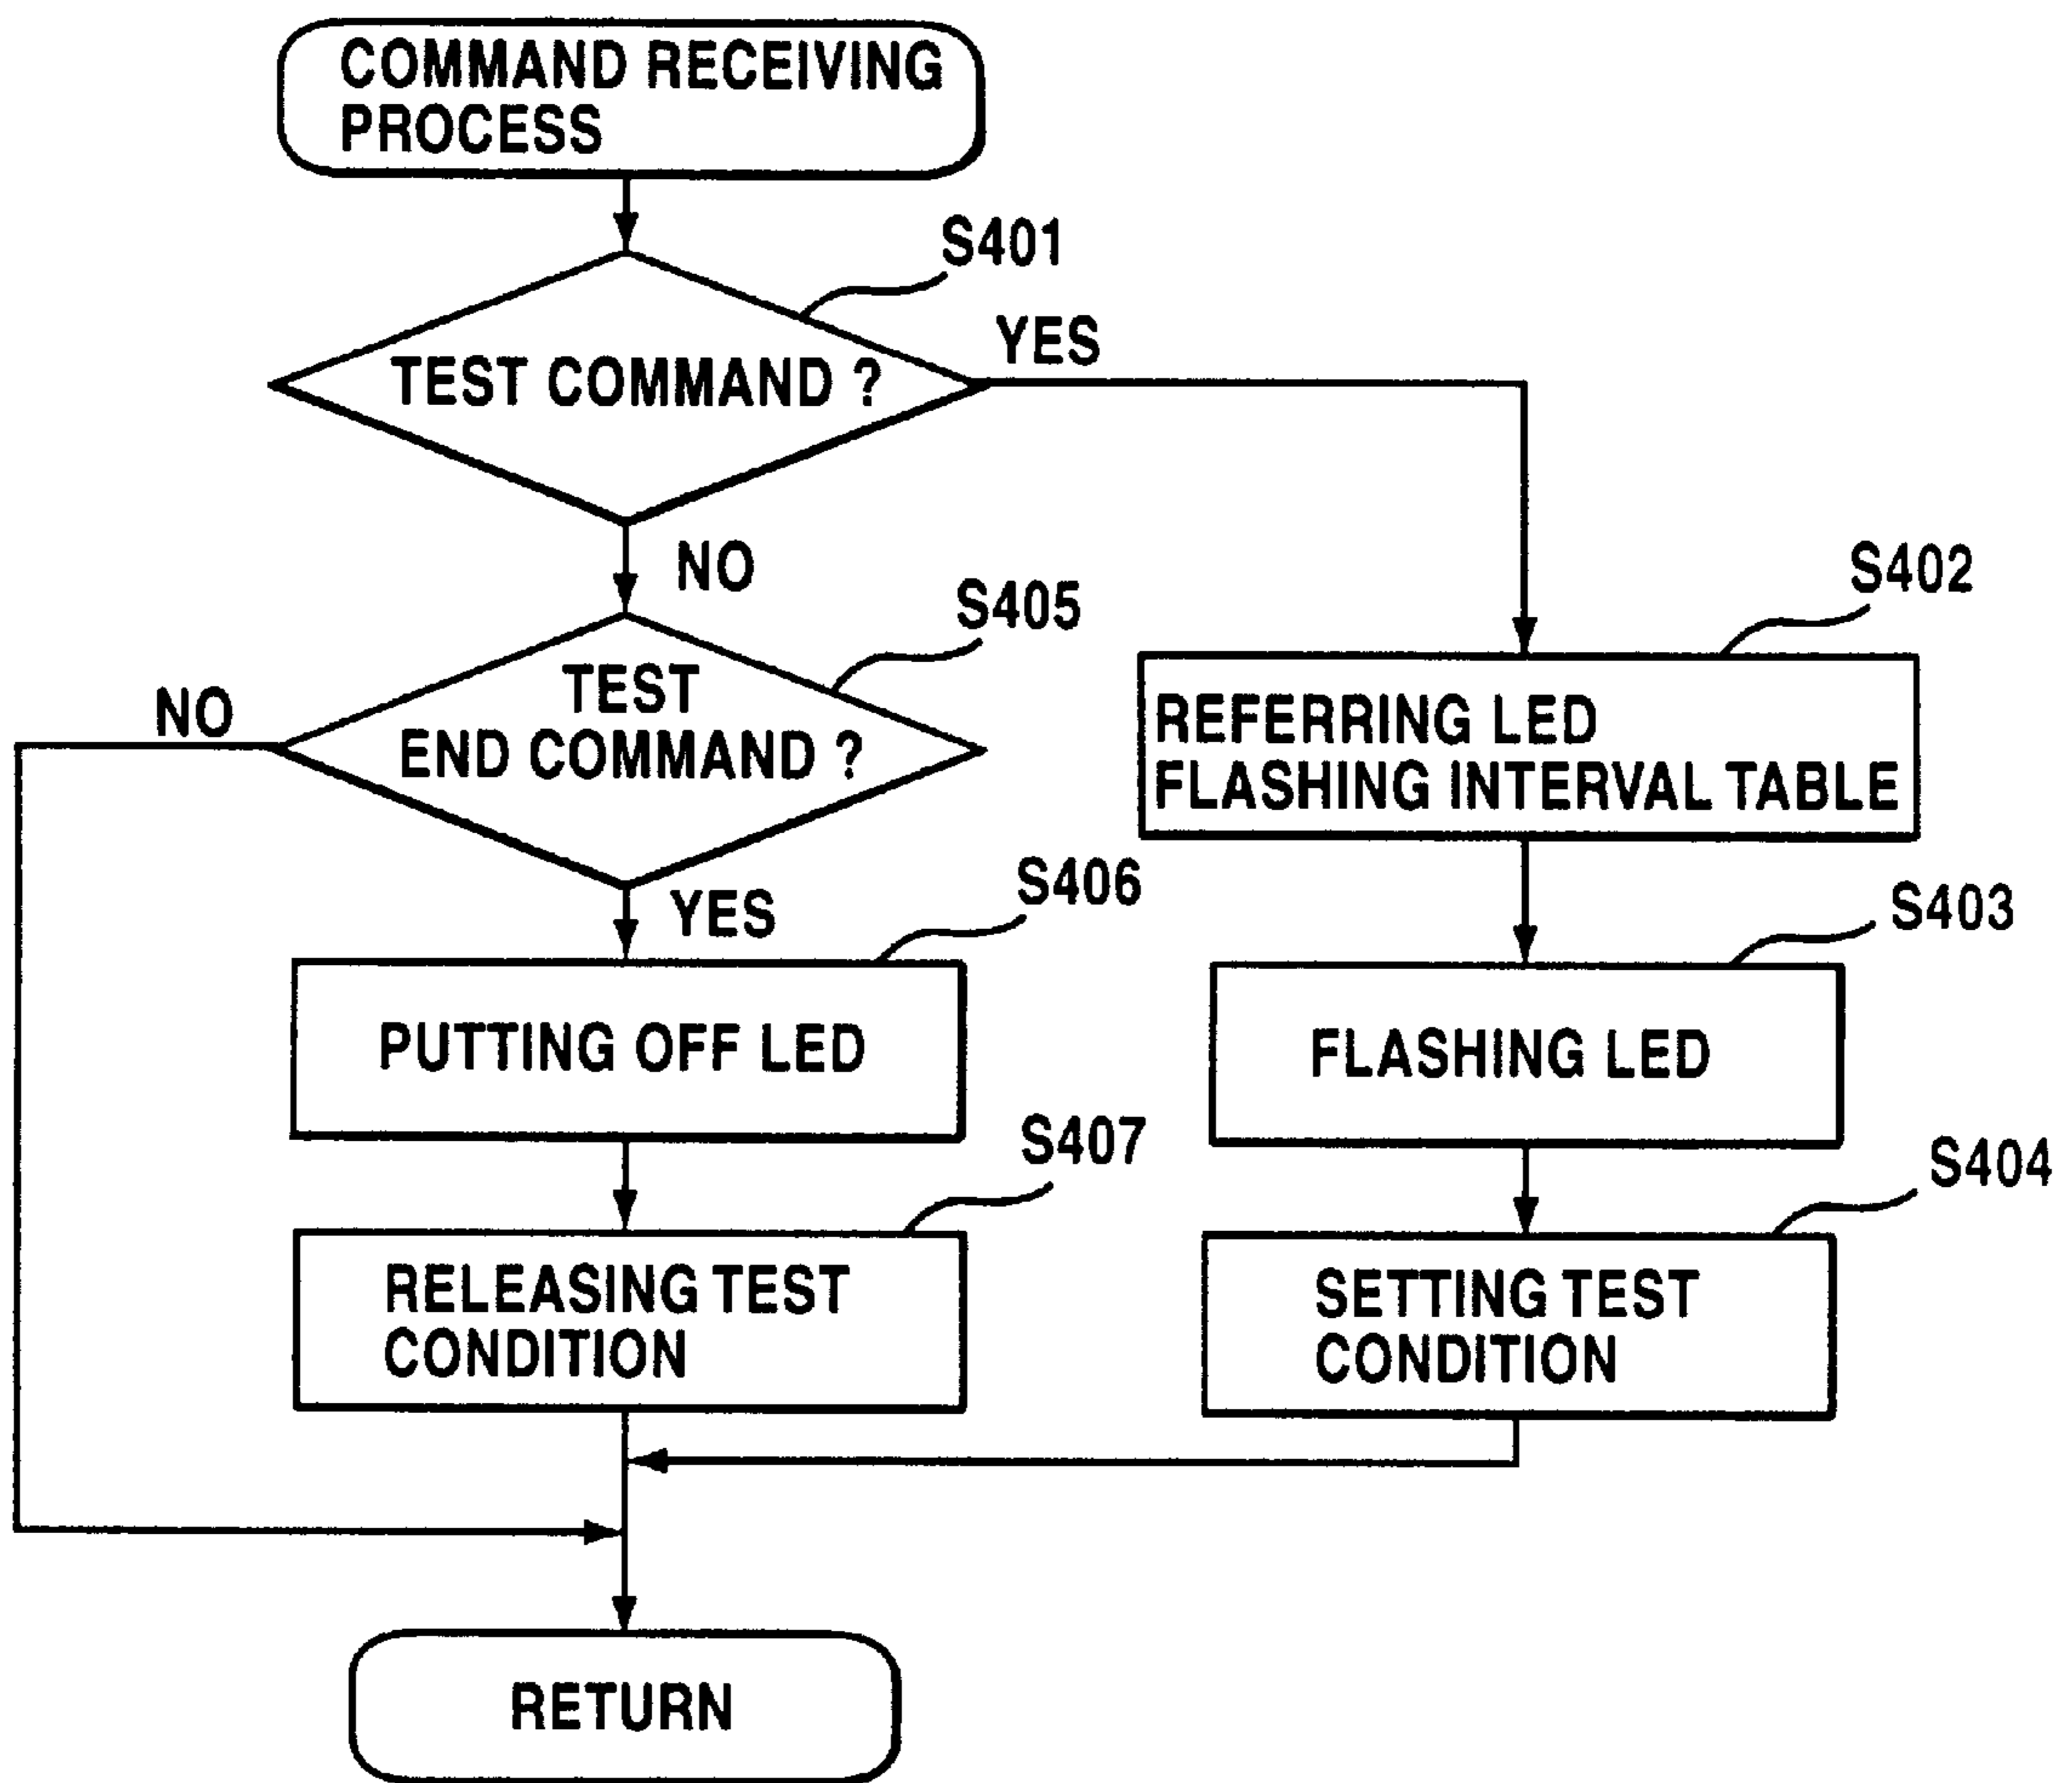 COMMAND RECEIVING
PROCESS
S401
TEST COMMAND ?
YES
NO
S405
S402
TEST
END COMMAND ?
NO
REFERRING LED
FLASHING INTERVAL TABLE
YES
S406
S403
PUTTING OFF LED
FLASHING LED
S407
S404
RELEASING TEST
CONDITION
SETTING TEST
CONDITION
RETURN